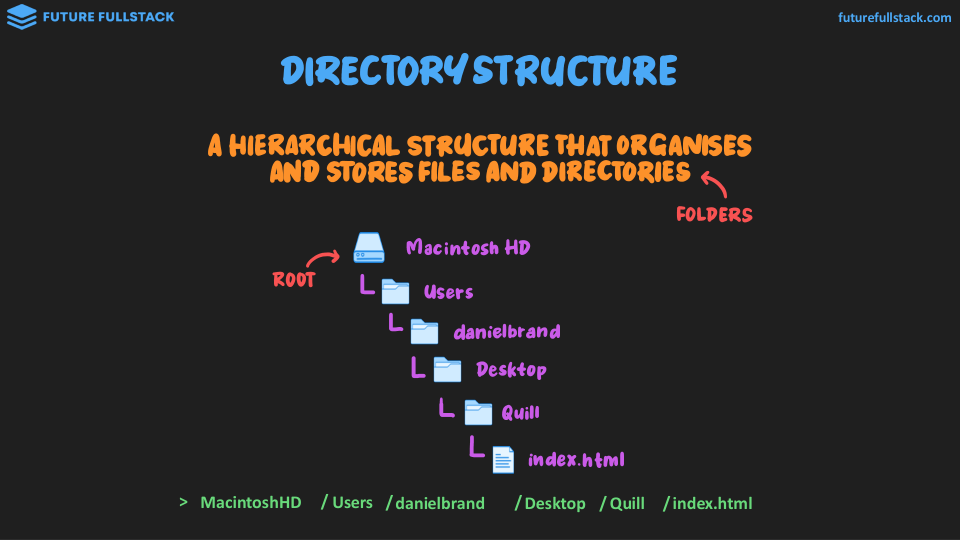 FUTURE FULLSTACK
futurefullstack.com
DIRECTORY STRUCTURE
A HIERARCHICAL STRUCTURE THAT ORGANISES
AND STORES FILES AND DIRECTORIES
FOLDERS
Macintosh HD
ROOT
Users
danielbrand
Desktop
Quill
index.html
> MacintoshHD / Users / danielbrand / Desktop / Quill / index.html